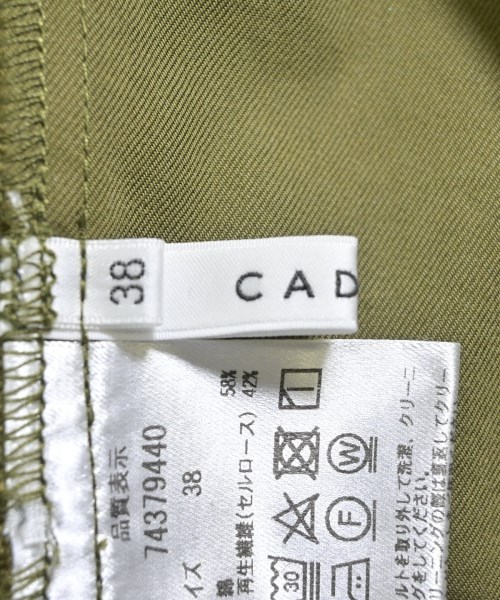 38
CAD
品質表示
74379440
イズ 38
綿 58%
再生繊維(セルロース) 42%
30
F
W
ルトを取り外して洗濯、クリーニ
グをしてください。
リーニングの際は裏返してクリー